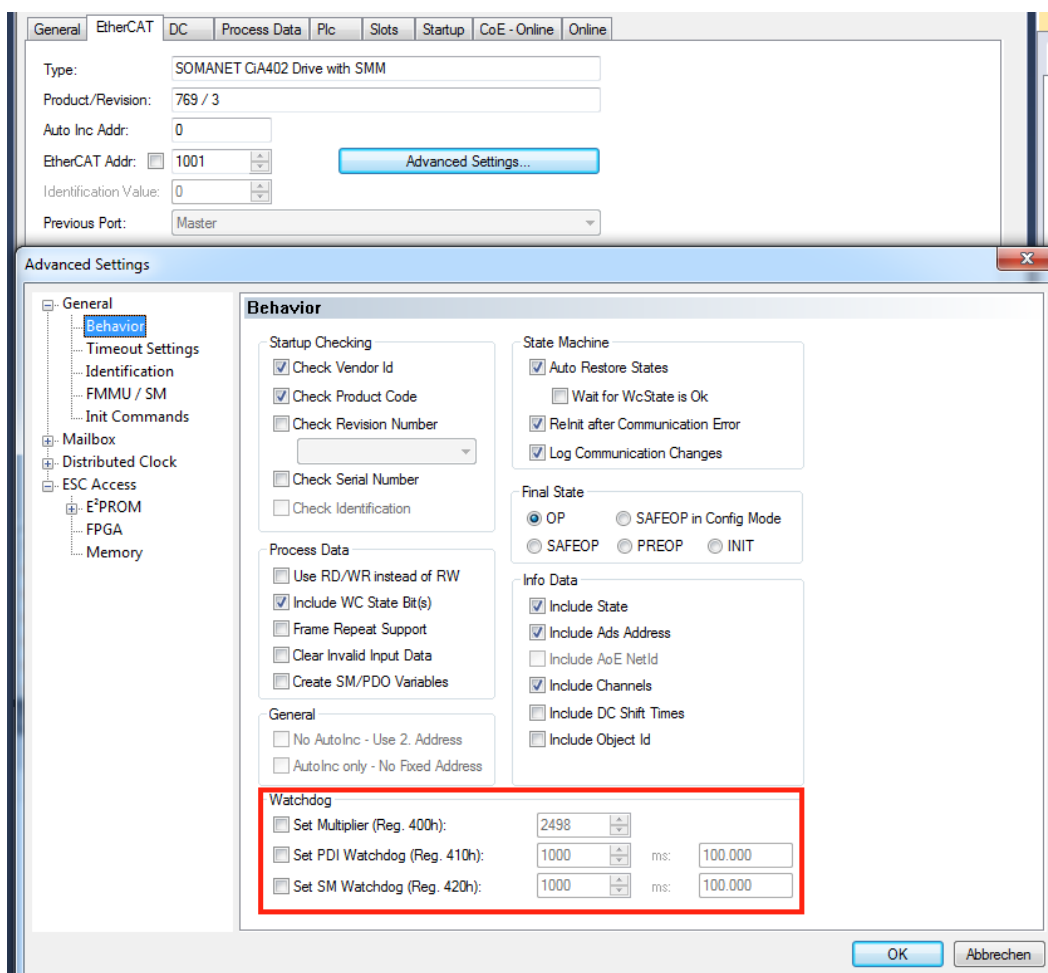 General EtherCAT DC Process Data Plc Slots Startup CoE - Online Online
Type: SOMANET CiA402 Drive with SMM
Product/Revision: 769 / 3
Auto Inc Addr: 0
EtherCAT Addr: 1001 Advanced Settings...
Identification Value: 0
Previous Port: Master
Advanced Settings
General
Behavior
Timeout Settings
Identification
FMMU / SM
Init Commands
Mailbox
Distributed Clock
ESC Access
E²PROM
FPGA
Memory
Behavior
Startup Checking
Check Vendor Id
Check Product Code
Check Revision Number
Check Serial Number
Check Identification
Process Data
Use RD/WR instead of RW
Include WC State Bit(s)
Frame Repeat Support
Clear Invalid Input Data
Create SM/PDO Variables
General
No AutoInc - Use 2. Address
AutoInc only - No Fixed Address
State Machine
Auto Restore States
Wait for WcState is Ok
ReInit after Communication Error
Log Communication Changes
Final State
OP SAFEOP in Config Mode
SAFEOP PREOP INIT
Info Data
Include State
Include Ads Address
Include AoE NetId
Include Channels
Include DC Shift Times
Include Object Id
Watchdog
Set Multiplier (Reg. 400h): 2498
Set PDI Watchdog (Reg. 410h): 1000 ms: 100.000
Set SM Watchdog (Reg. 420h): 1000 ms: 100.000
OK Abbrechen